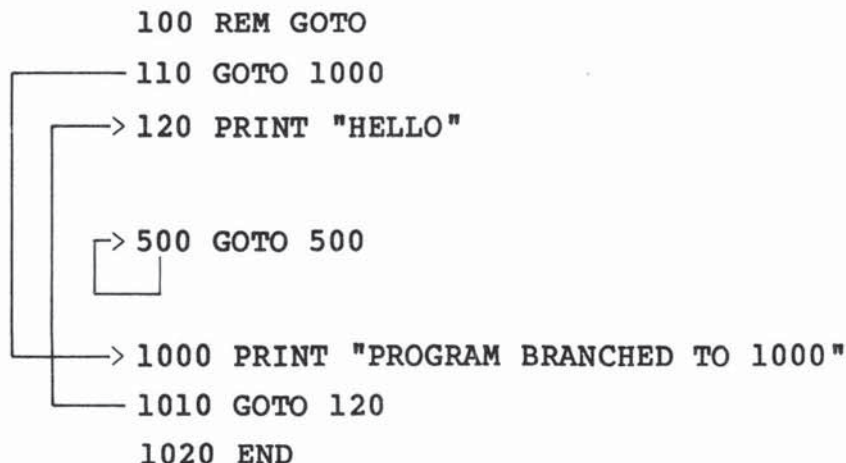 100 REM GOTO
110 GOTO 1000
120 PRINT "HELLO"
500 GOTO 500
1000 PRINT "PROGRAM BRANCHED TO 1000"
1010 GOTO 120
1020 END